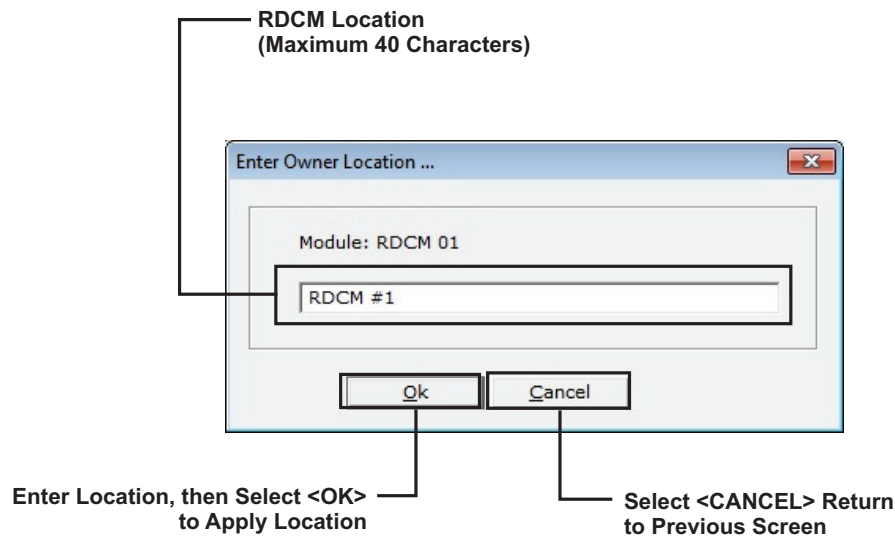 RDCM Location
(Maximum 40 Characters)
Enter Owner Location ...
Module: RDCM 01
RDCM #1
Ok
Cancel
Enter Location, then Select <OK>
to Apply Location
Select <CANCEL> Return
to Previous Screen